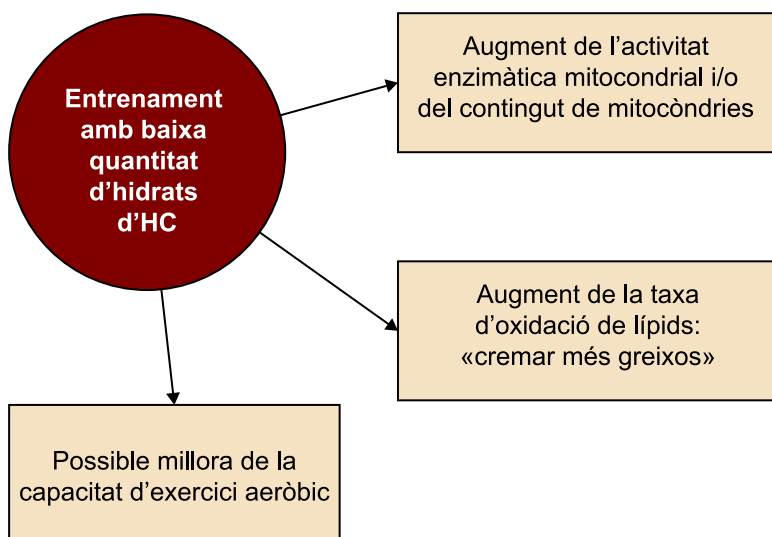 Entrenament
amb baixa
quantitat
d’hidrats
d’HC
Augment de l’activitat
enzimàtica mitocondrial i/o
del contingut de mitocòndries
Augment de la taxa
d’oxidació de lípids:
«cremar més greixos»
Possible millora de la
capacitat d’exercici aeròbic